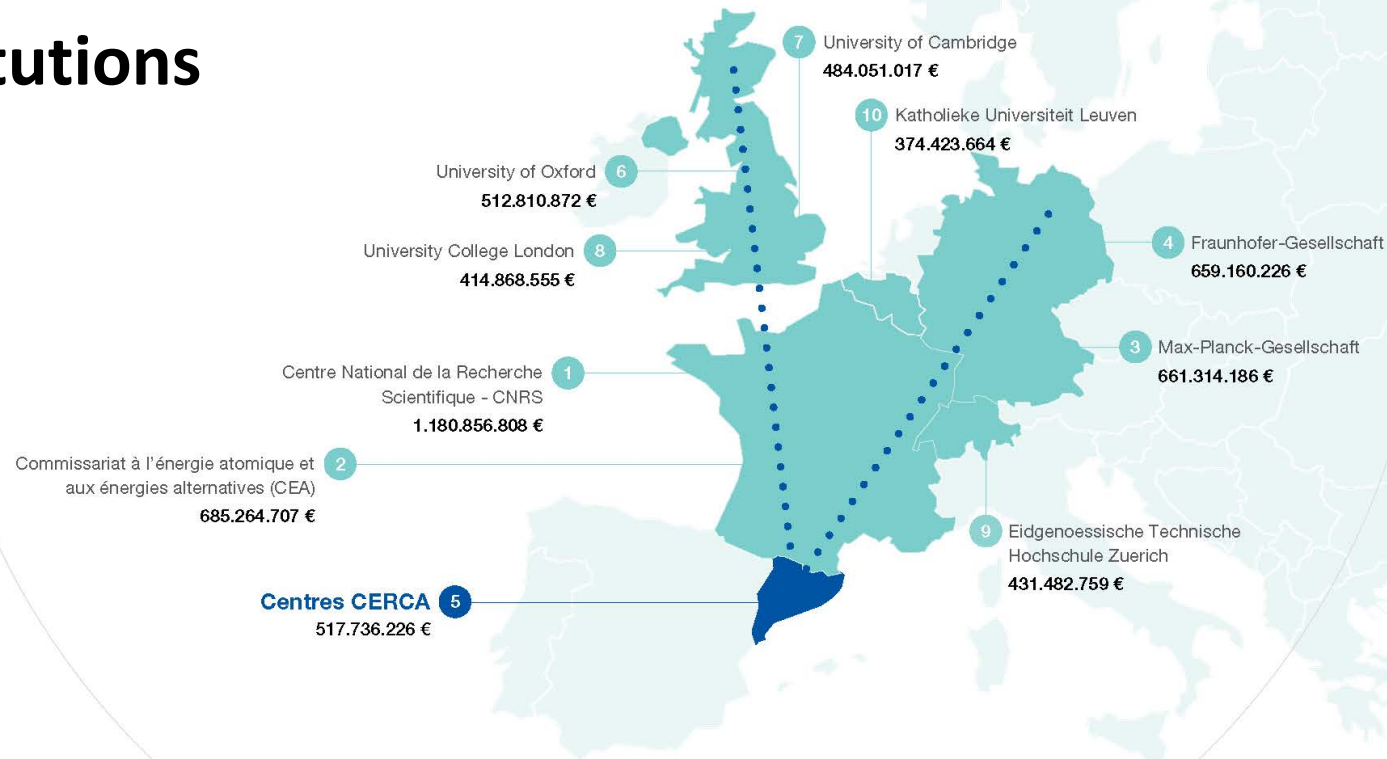 tutions
7
University of Cambridge
484.051.017 €
10
Katholieke Universiteit Leuven
374.423.664 €
University of Oxford
6
512.810.872 €
University College London
8
414.868.555 €
4
Fraunhofer-Gesellschaft
659.160.226 €
3
Max-Planck-Gesellschaft
661.314.186 €
Centre National de la Recherche
1
Scientifique - CNRS
1.180.856.808 €
Commissariat à l'énergie atomique et
2
aux énergies alternatives (CEA)
685.264.707 €
9
Eidgenoessische Technische
Hochschule Zuerich
431.482.759 €
Centres CERCA
5
517.736.226 €